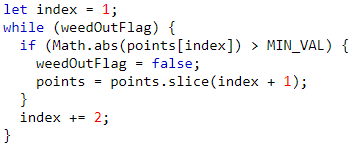 let index = 1;
while (weedOutFlag) {
  if (Math.abs(points[index]) > MIN_VAL) {
    weedOutFlag = false;
    points = points.slice(index + 1);
  }
  index += 2;
}